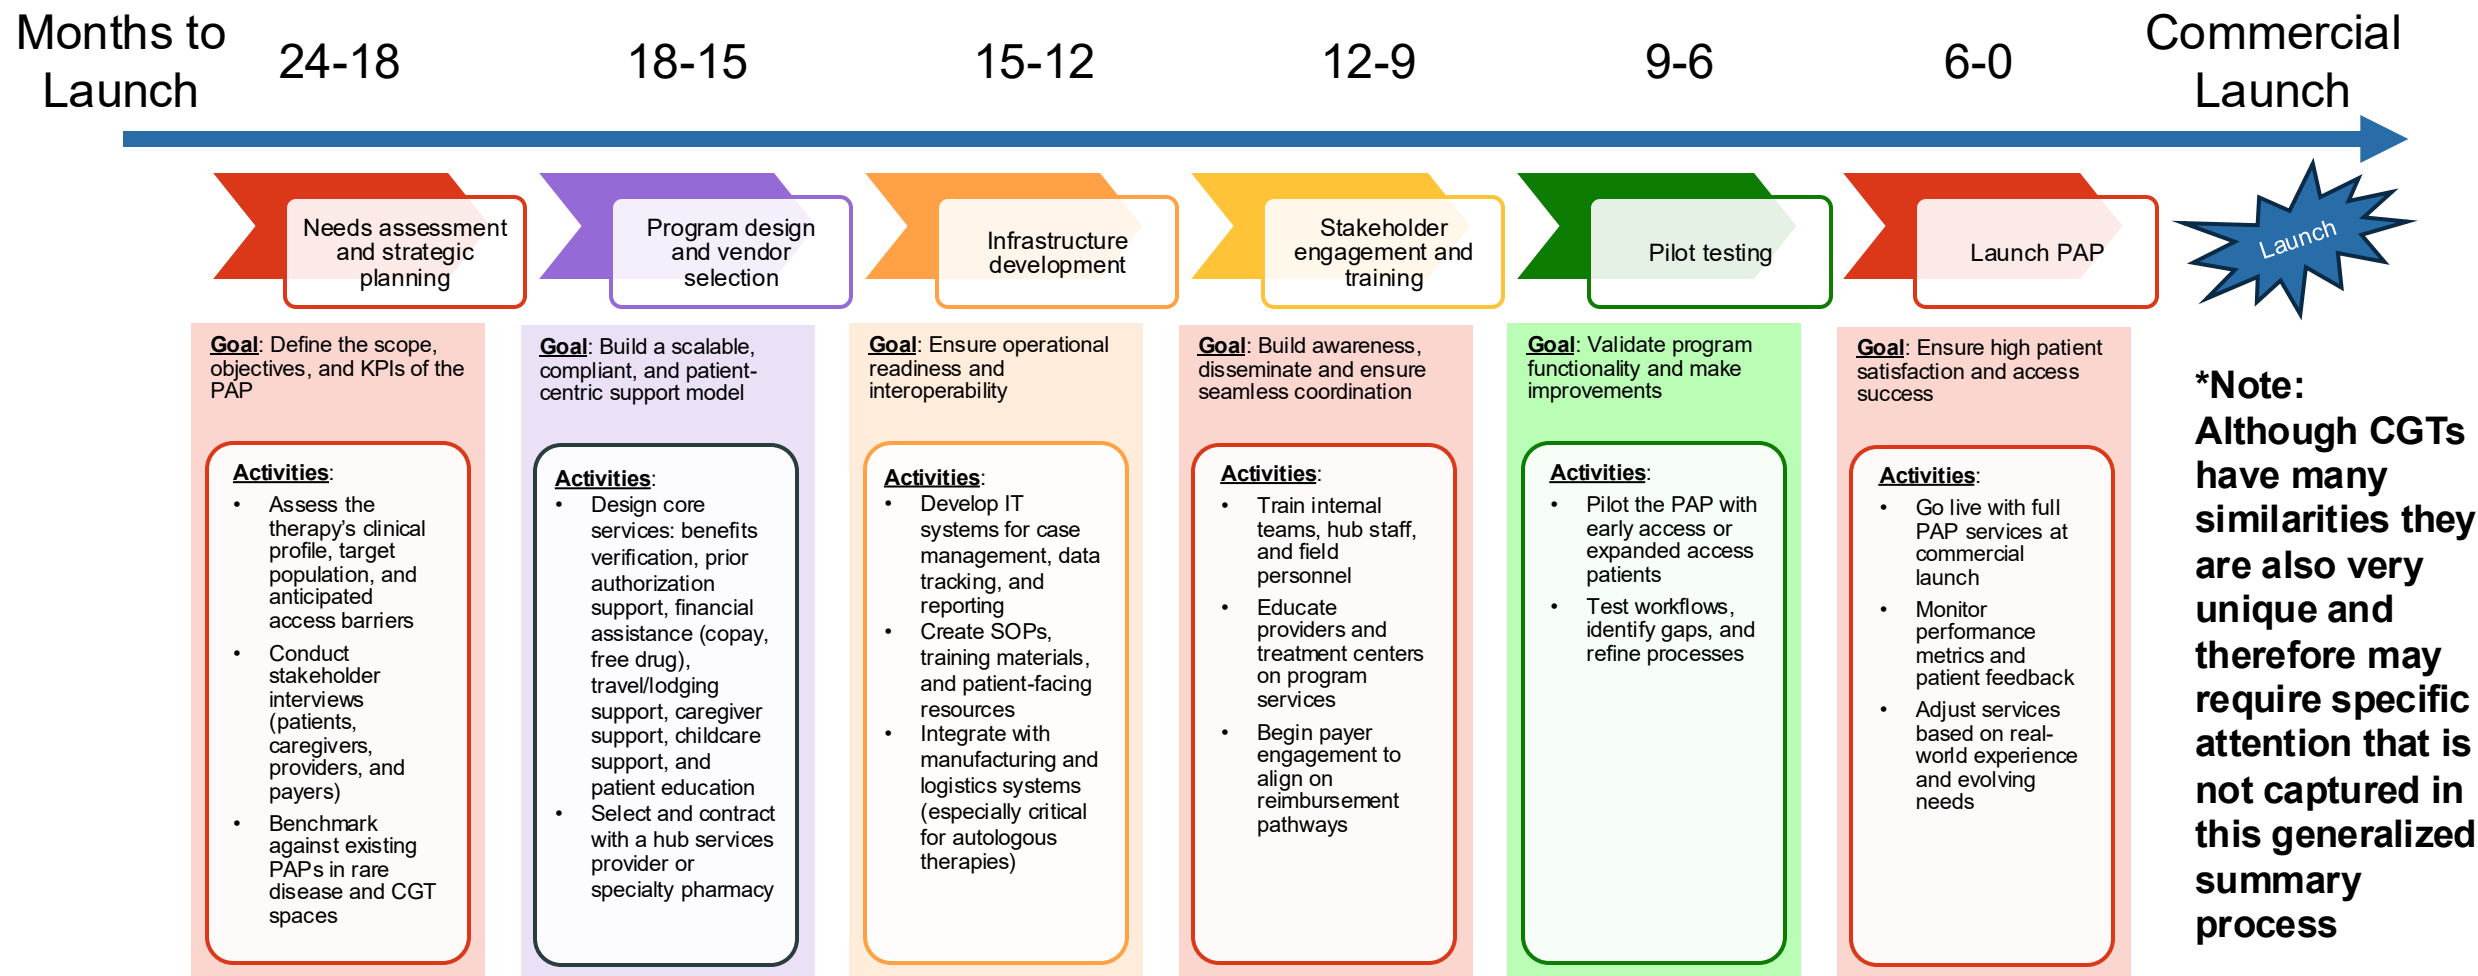 Months to
Launch
24-18
18-15
15-12
12-9
9-6
6-0
Commercial
Launch
Needs assessment
and strategic
planning
Program design
and vendor
selection
Infrastructure
development
Stakeholder
engagement and
training
Pilot testing
Launch PAP
Launch
Goal: Define the scope,
objectives, and KPIs of the
PAP
Activities:
• Assess the
therapy's clinical
profile, target
population, and
anticipated
access barriers
• Conduct
stakeholder
interviews
(patients,
caregivers,
providers, and
payers)
• Benchmark
against existing
PAPs in rare
disease and CGT
spaces
Goal: Build a scalable,
compliant, and patient-
centric support model
Activities:
• Design core
services: benefits
verification, prior
authorization
support, financial
assistance (copay,
free drug),
travel/lodging
support, caregiver
support, childcare
support, and
patient education
• Select and contract
with a hub services
provider or
specialty pharmacy
Goal: Ensure operational
readiness and
interoperability
Activities:
• Develop IT
systems for case
management, data
tracking, and
reporting
• Create SOPs,
training materials,
and patient-facing
resources
• Integrate with
manufacturing and
logistics systems
(especially critical
for autologous
therapies)
Goal: Build awareness,
disseminate and ensure
seamless coordination
Activities:
• Train internal
teams, hub staff,
and field
personnel
• Educate
providers and
treatment centers
on program
services
• Begin payer
engagement to
align on
reimbursement
pathways
Goal: Validate program
functionality and make
improvements
Activities:
• Pilot the PAP with
early access or
expanded access
patients
• Test workflows,
identify gaps, and
refine processes
Goal: Ensure high patient
satisfaction and access
success
Activities:
• Go live with full
PAP services at
commercial
launch
• Monitor
performance
metrics and
patient feedback
• Adjust services
based on real-
world experience
and evolving
needs
*Note:
Although CGTs
have many
similarities they
are also very
unique and
therefore may
require specific
attention that is
not captured in
this generalized
summary
process